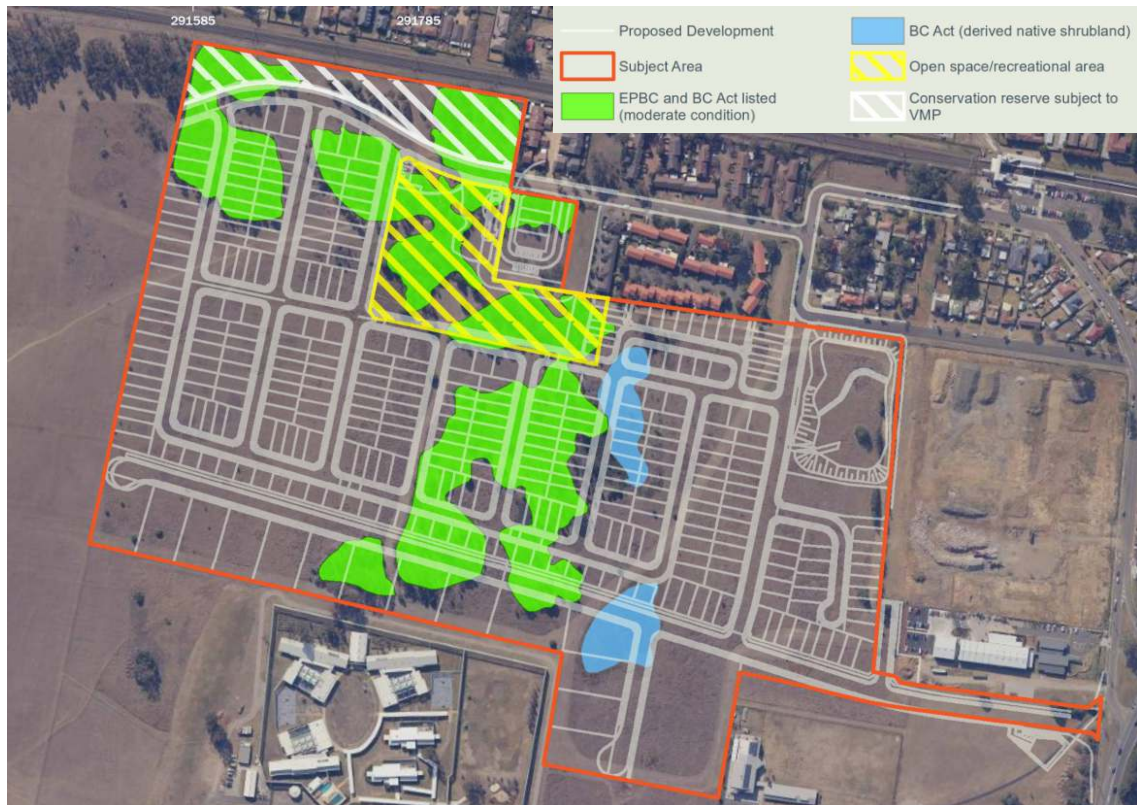 291585
291785
Proposed Development
Subject Area
EPBC and BC Act listed
(moderate condition)
BC Act (derived native shrubland)
Open space/recreational area
Conservation reserve subject to
VMP